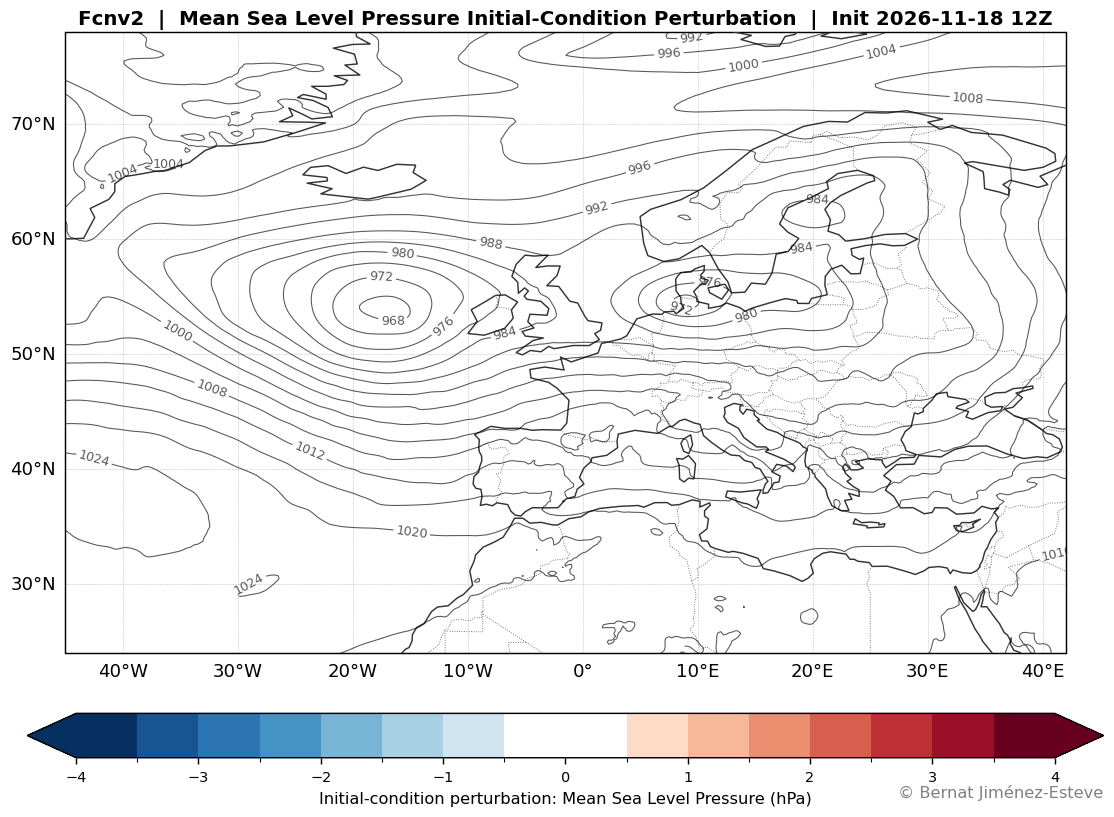 Fcnv2 | Mean Sea Level Pressure Initial-Condition Perturbation | Init 2026-11-18 12Z
992
996
1004
1000
1008
70°N
1004
1004
996
992
984
60°N
988
984
980
972
976
976
972
968
980
984
1000
50°N
1008
1012
1024
40°N
1020
1024
30°N
40°W 30°W 20°W 10°W 0° 10°E 20°E 30°E 40°E
−4 −3 −2 −1 0 1 2 3 4
Initial-condition perturbation: Mean Sea Level Pressure (hPa)
© Bernat Jiménez-Esteve